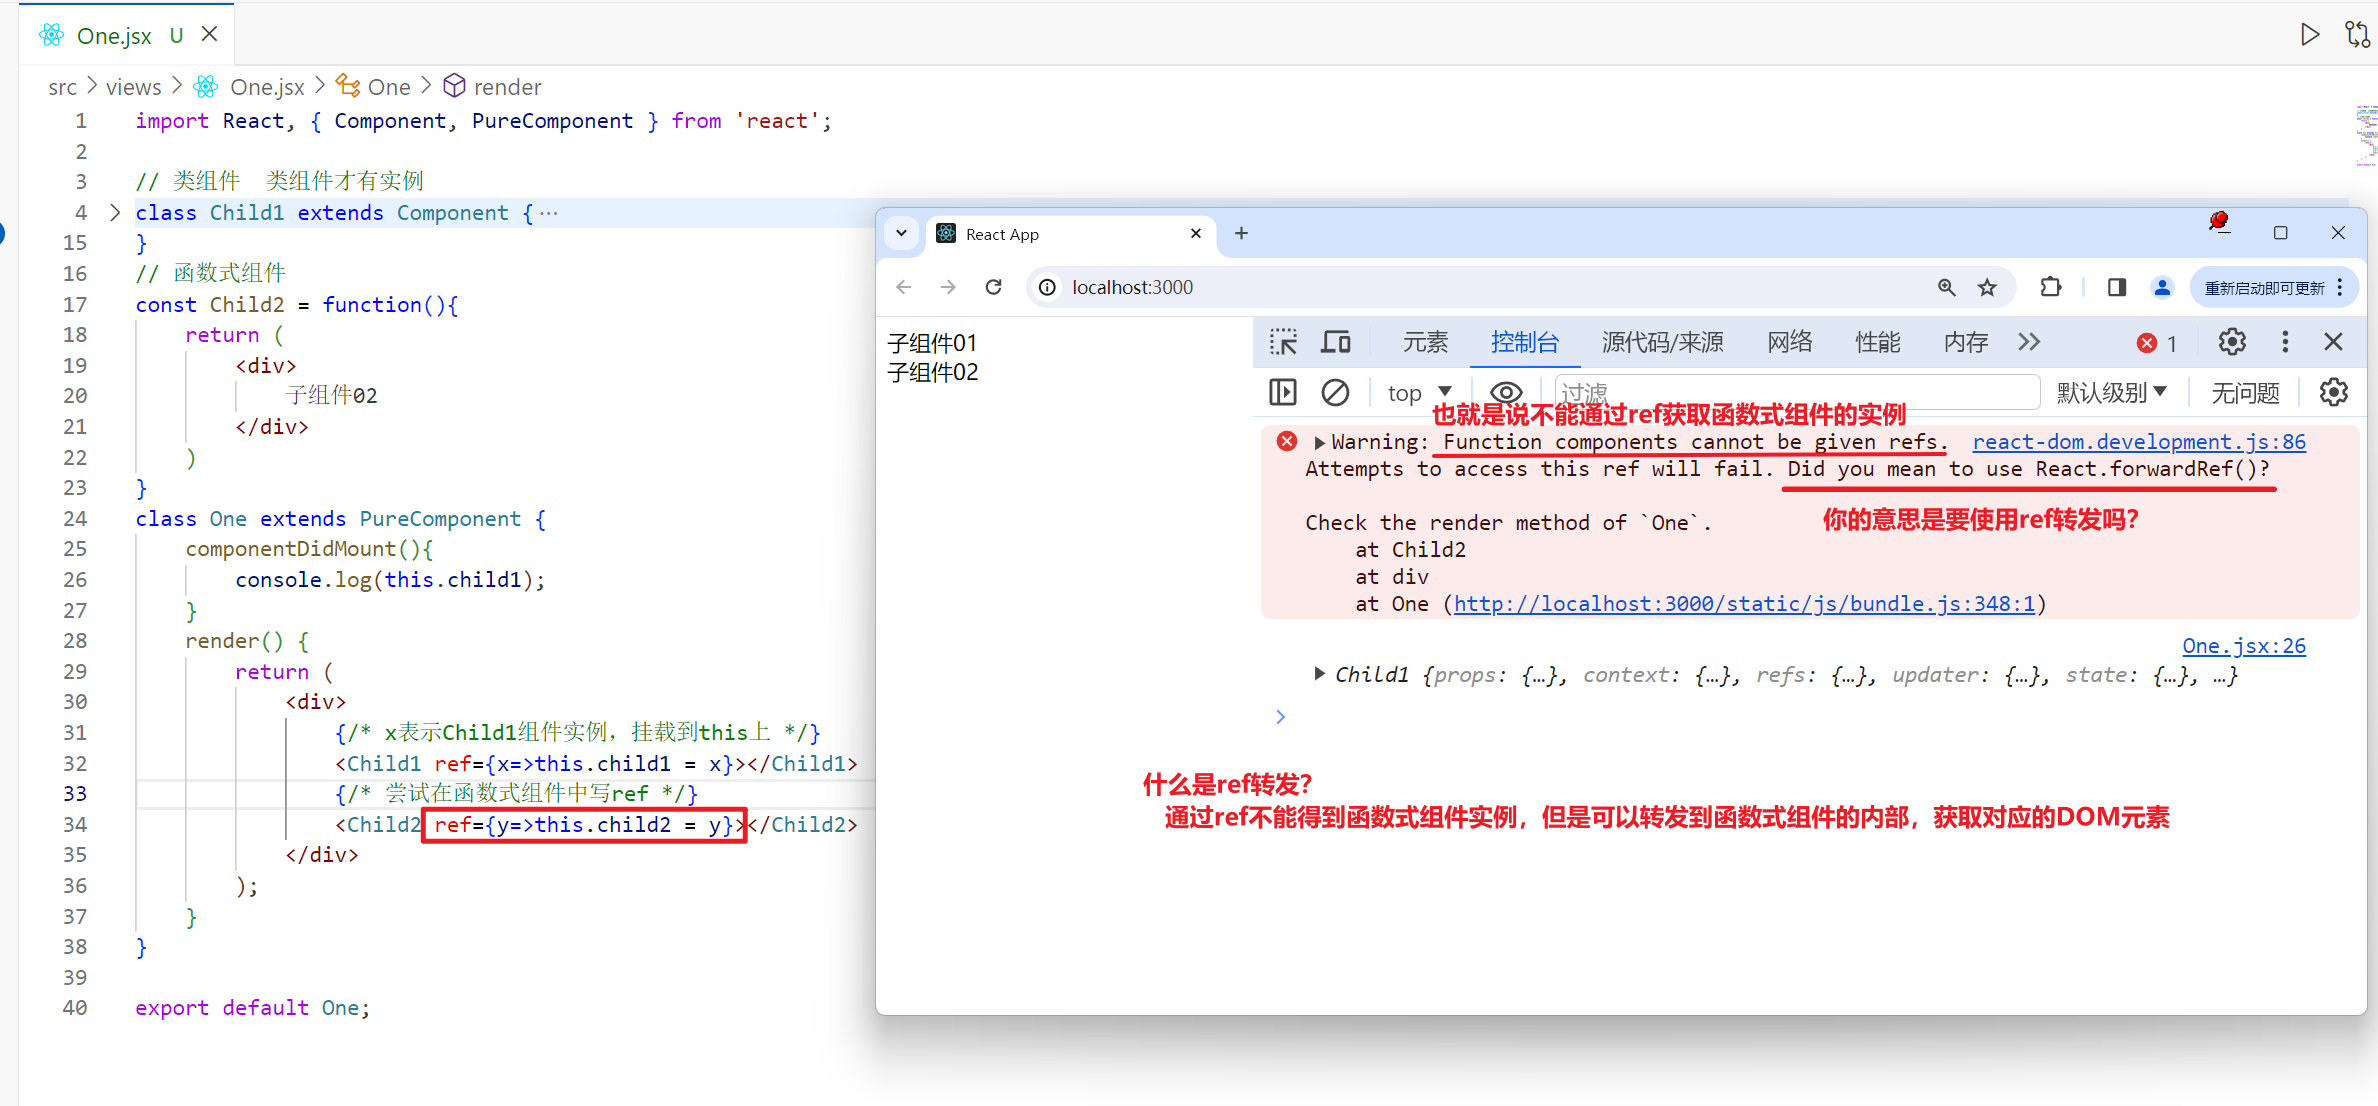 One.jsx U
src > views > One.jsx > One > render
1 import React, { Component, PureComponent } from 'react';
2
3 // 类组件  类组件才有实例
4 class Child1 extends Component {···
15 }
16 // 函数式组件
17 const Child2 = function(){
18 return (
19 <div>
20 子组件02
21 </div>
22 )
23 }
24 class One extends PureComponent {
25 componentDidMount(){
26 console.log(this.child1);
27 }
28 render() {
29 return (
30 <div>
31 {/* x表示Child1组件实例，挂载到this上 */}
32 <Child1 ref={x=>this.child1 = x}></Child1>
33 {/* 尝试在函数式组件中写ref */}
34 <Child2 ref={y=>this.child2 = y}></Child2>
35 </div>
36 );
37 }
38 }
39
40 export default One;
React App
localhost:3000
重新启动即可更新
子组件01
子组件02
元素 控制台 源代码/来源 网络 性能 内存 1
top 过滤 默认级别 无问题
也就是说不能通过ref获取函数式组件的实例
Warning: Function components cannot be given refs. react-dom.development.js:86
Attempts to access this ref will fail. Did you mean to use React.forwardRef()?
你的意思是要使用ref转发吗？
Check the render method of `One`.
at Child2
at div
at One (http://localhost:3000/static/js/bundle.js:348:1)
One.jsx:26
Child1 {props: {…}, context: {…}, refs: {…}, updater: {…}, state: {…}, …}
什么是ref转发？
通过ref不能得到函数式组件实例，但是可以转发到函数式组件的内部，获取对应的DOM元素